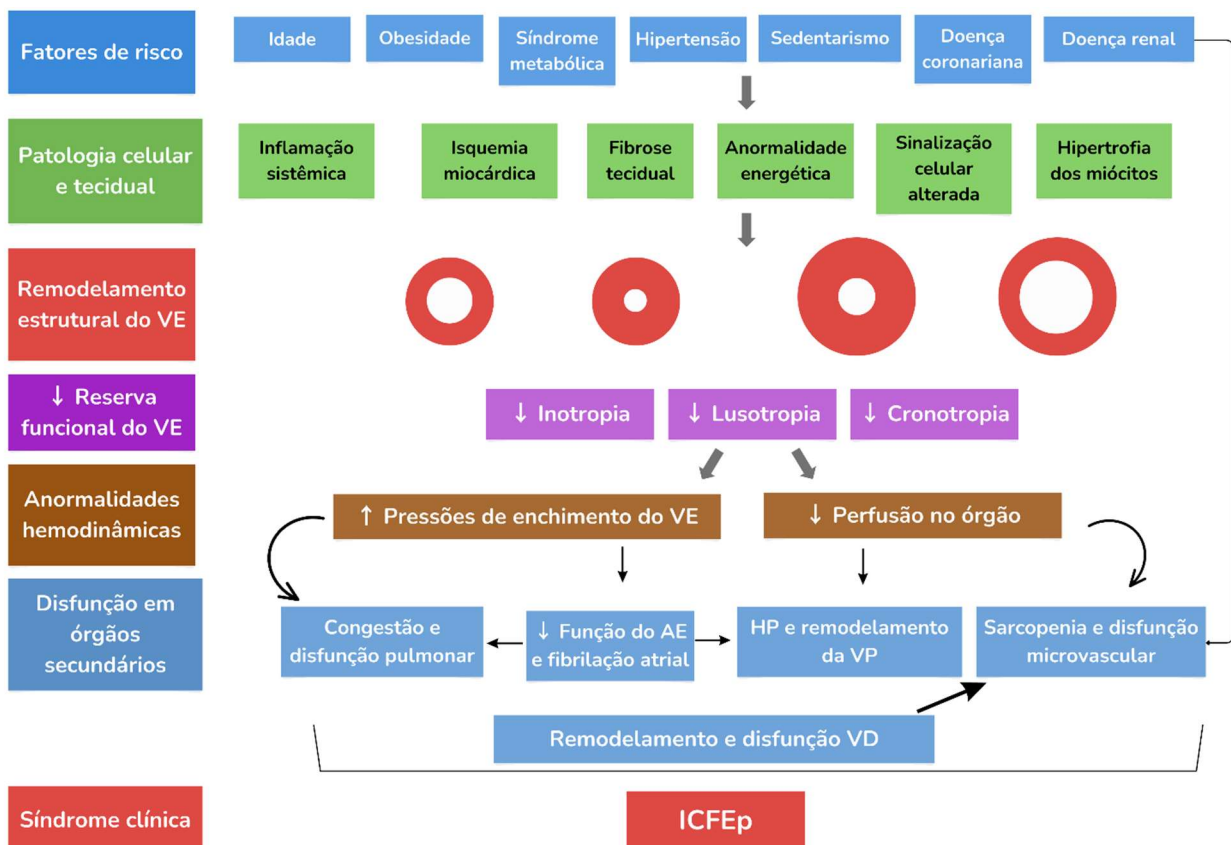 Fatores de risco
Idade
Obesidade
Síndrome
metabólica
Hipertensão
Sedentarismo
Doença
coronariana
Doença renal
Patologia celular
e tecidual
Inflamação
sistêmica
Isquemia
miocárdica
Fibrose
tecidual
Anormalidade
energética
Sinalização
celular
alterada
Hipertrofia
dos miócitos
Remodelamento
estrutural do VE
↓ Reserva
funcional do VE
↓ Inotropia
↓ Lusotropia
↓ Cronotropia
Anormalidades
hemodinâmicas
↑ Pressões de enchimento do VE
↓ Perfusão no órgão
Disfunção em
órgãos
secundários
Congestão e
disfunção pulmonar
↓ Função do AE
e fibrilação atrial
HP e remodelamento
da VP
Sarcopenia e disfunção
microvascular
Remodelamento e disfunção VD
Síndrome clínica
ICFEp